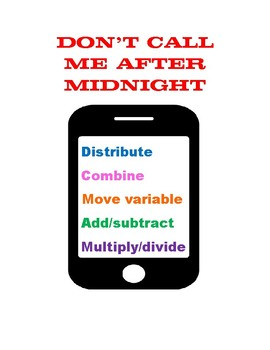 DON'T CALL
ME AFTER
MIDNIGHT
Distribute
Combine
Move variable
Add/subtract
Multiply/divide